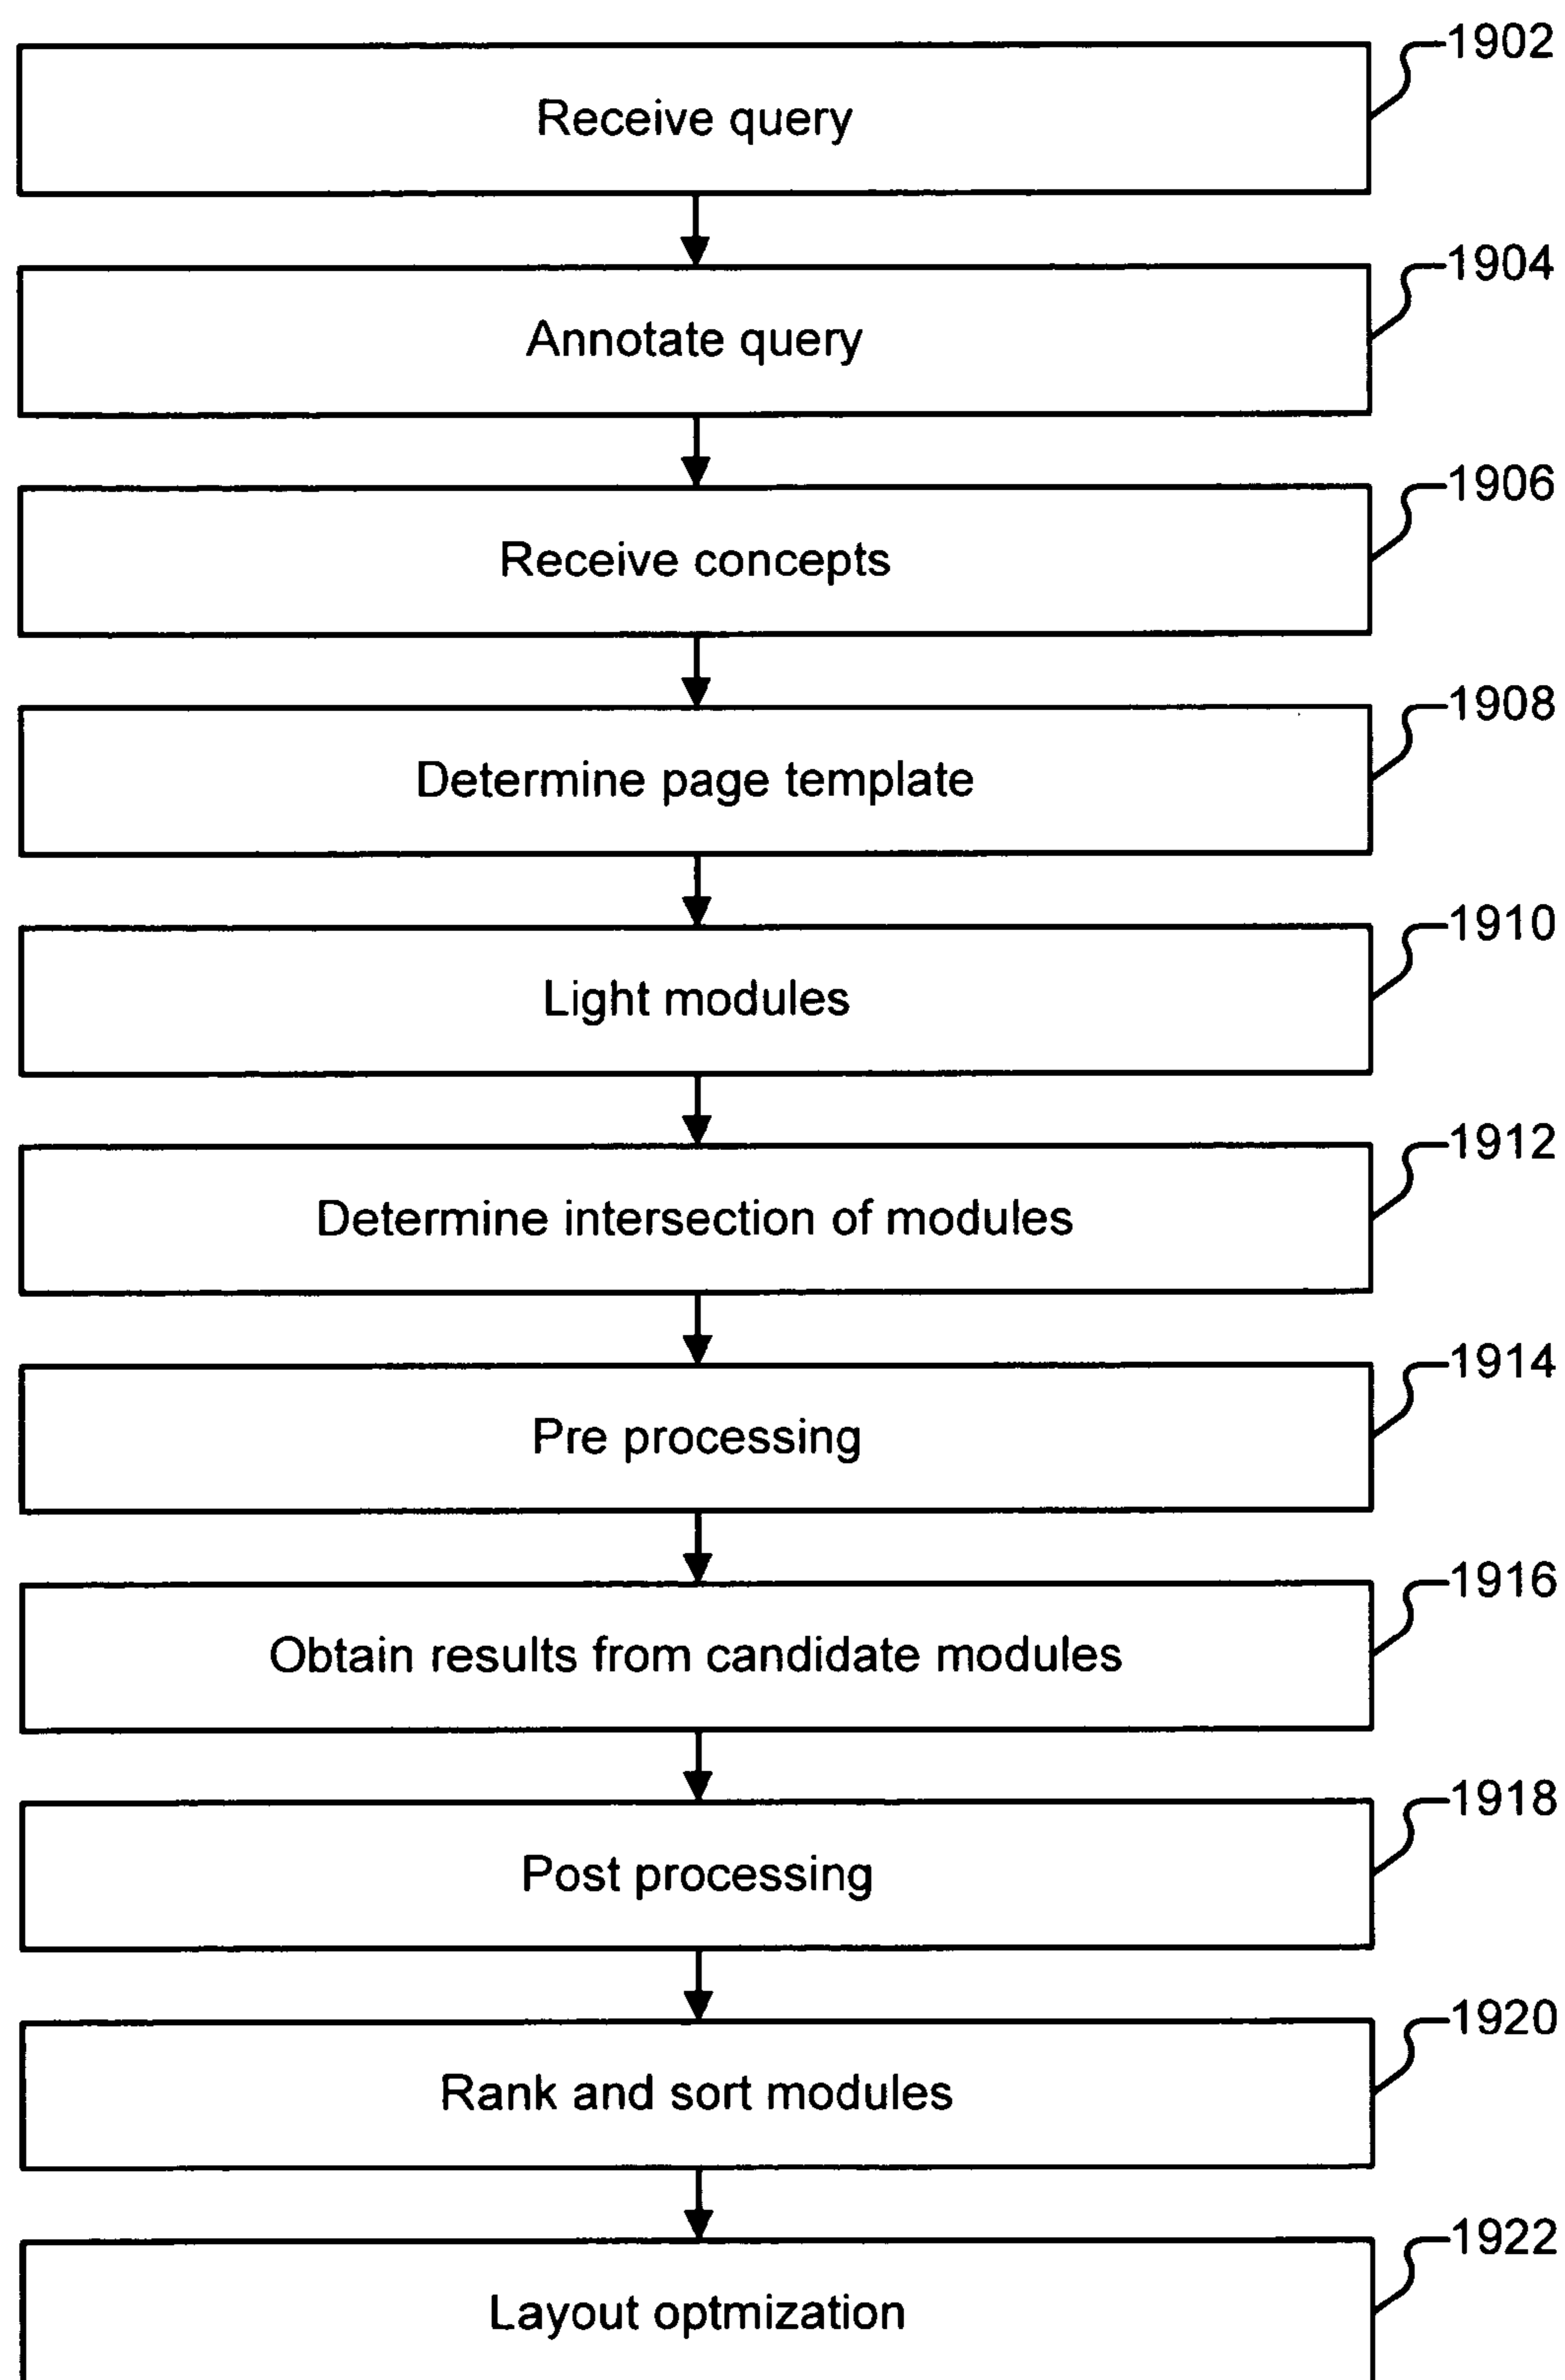 1902
Receive query
1904
Annotate query
1906
Receive concepts
1908
Determine page template
1910
Light modules
1912
Determine intersection of modules
1914
Pre processing
1916
Obtain results from candidate modules
1918
Post processing
1920
Rank and sort modules
1922
Layout optmization